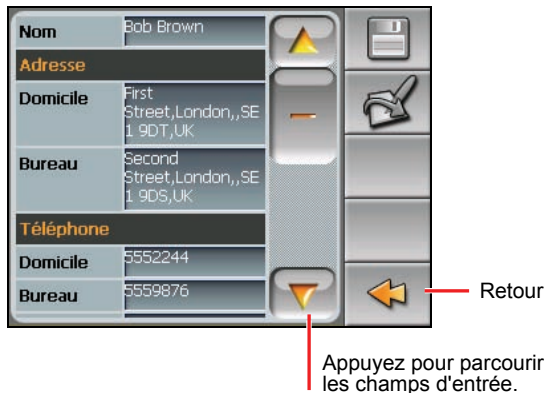 Nom Bob Brown
Adresse
Domicile First
Street,London,,SE
1 9DT,UK
Bureau Second
Street,London,,SE
1 9DS,UK
Téléphone
Domicile 5552244
Bureau 5559876
Retour
Appuyez pour parcourir
les champs d'entrée.